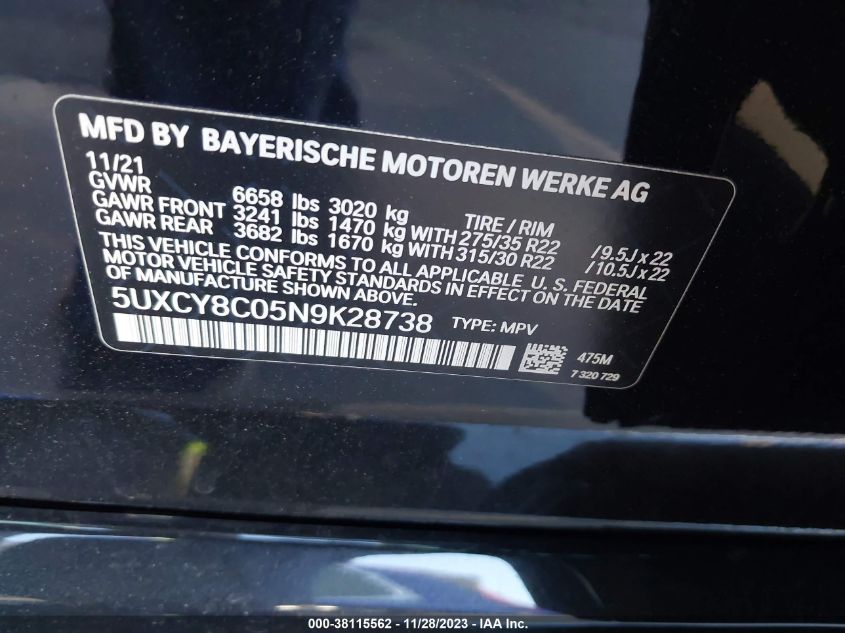 MFD BY BAYERISCHE MOTOREN WERKE AG
11/21
GVWR 6658 lbs 3020 kg TIRE / RIM
GAWR FRONT 3241 lbs 1470 kg WITH 275/35 R22 /9.5J x 22
GAWR REAR 3682 lbs 1670 kg WITH 315/30 R22 /10.5J x 22
THIS VEHICLE CONFORMS TO ALL APPLICABLE U. S. FEDERAL
MOTOR VEHICLE SAFETY STANDARDS IN EFFECT ON THE DATE
OF MANUFACTURE SHOWN ABOVE.
5UXCY8C05N9K28738 TYPE: MPV
475M
7 320 729
000-38115562 - 11/28/2023 - IAA Inc.